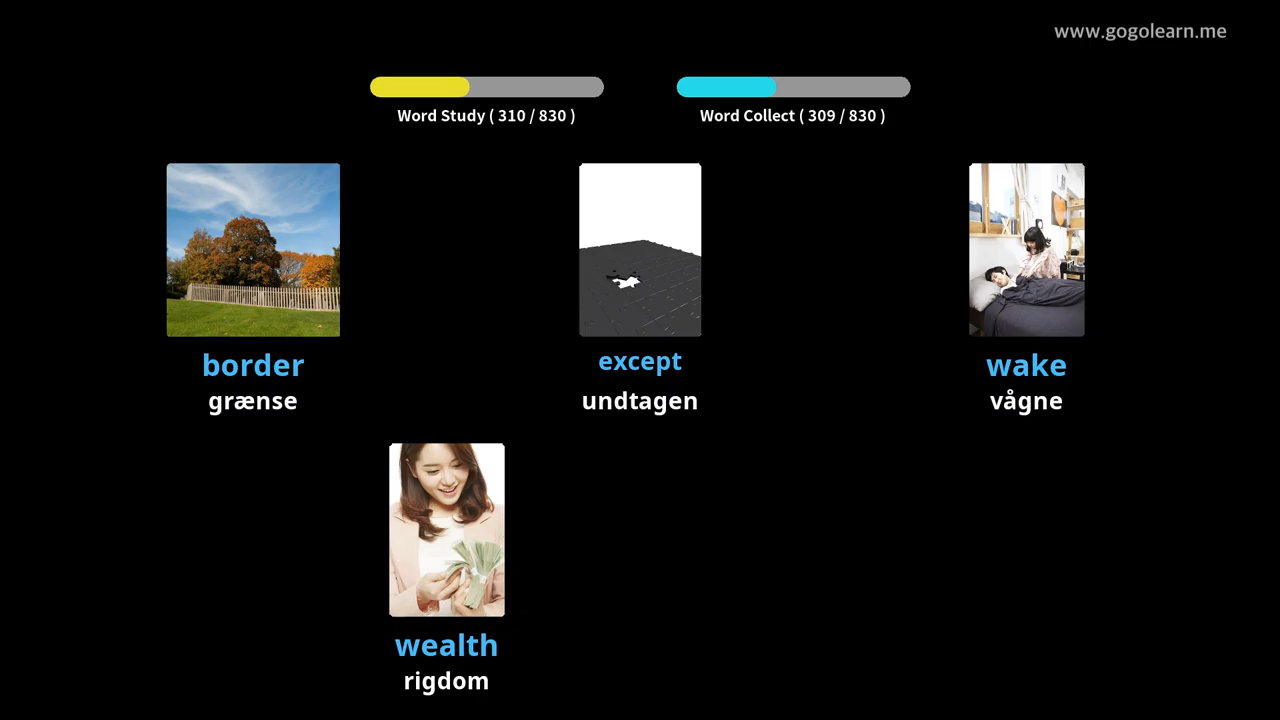 www.gogolearn.me
Word Study ( 310 / 830 )
Word Collect ( 309 / 830 )
border
grænse
except
undtagen
wake
vågne
wealth
rigdom